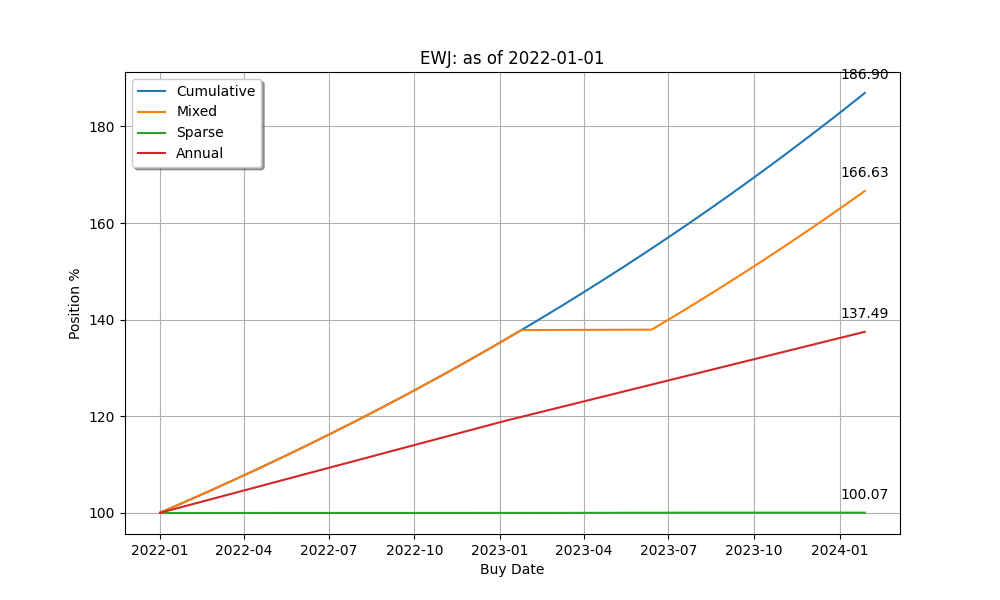 EWJ: as of 2022-01-01
Cumulative
Mixed
Sparse
Annual
186.90
166.63
137.49
100.07
Position %
180
160
140
120
100
2022-01 2022-04 2022-07 2022-10 2023-01 2023-04 2023-07 2023-10 2024-01
Buy Date